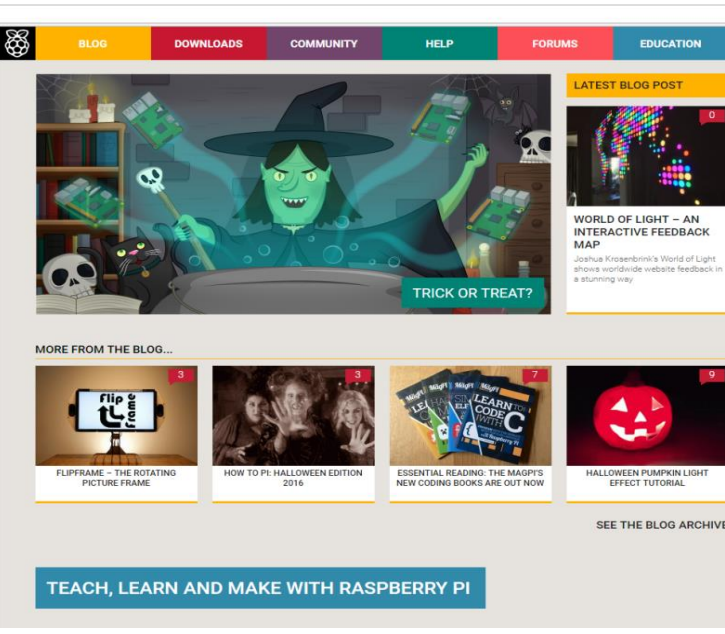 BLOG
DOWNLOADS
COMMUNITY
HELP
FORUMS
EDUCATION
TRICK OR TREAT?
LATEST BLOG POST
0
WORLD OF LIGHT – AN
INTERACTIVE FEEDBACK
MAP
Joshua Krosenbrink's World of Light
shows worldwide website feedback in
a stunning way
MORE FROM THE BLOG...
3
Flip
Frame
FLIPFRAME – THE ROTATING
PICTURE FRAME
3
HOW TO PI: HALLOWEEN EDITION
2016
7
MagPi
LEARN TO
CODE
WITH C
ESSENTIAL READING: THE MAGPI'S
NEW CODING BOOKS ARE OUT NOW
9
HALLOWEEN PUMPKIN LIGHT
EFFECT TUTORIAL
SEE THE BLOG ARCHIVE
TEACH, LEARN AND MAKE WITH RASPBERRY PI